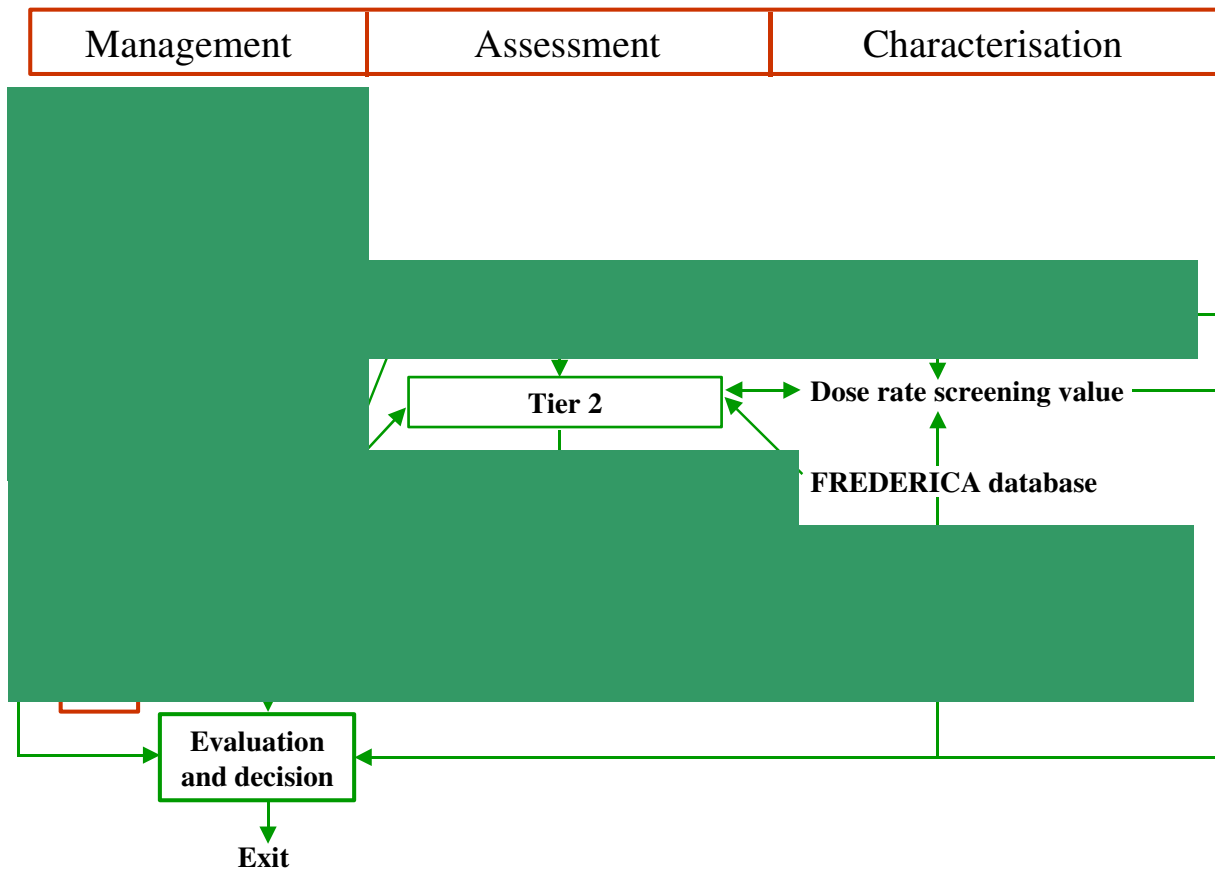 Management Assessment Characterisation
Tier 2
Dose rate screening value
FREDERICA database
Evaluation
and decision
Exit